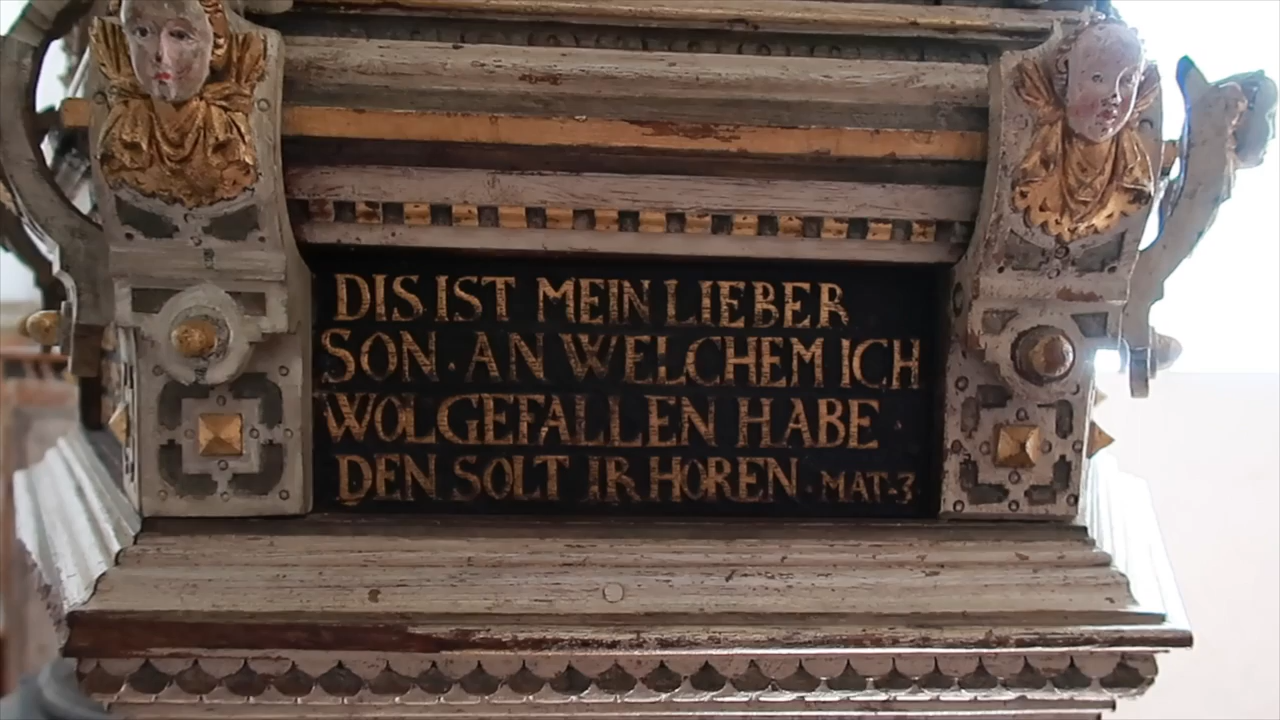 DIS IST MEIN LIEBER
SON · AN WELCHEM ICH
WOLGEFALLEN HABE ·
DEN SOLT IR HOREN · MAT-3